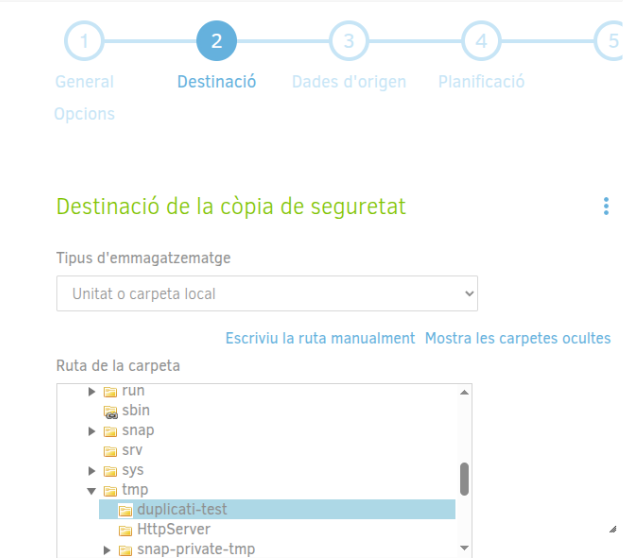 1 2 3 4 5
General Destinació Dades d'origen Planificació
Opcions
Destinació de la còpia de seguretat
Tipus d'emmagatzematge
Unitat o carpeta local
Escriviu la ruta manualment Mostra les carpetes ocultes
Ruta de la carpeta
run
sbin
snap
srv
sys
tmp
duplicati-test
HttpServer
snap-private-tmp